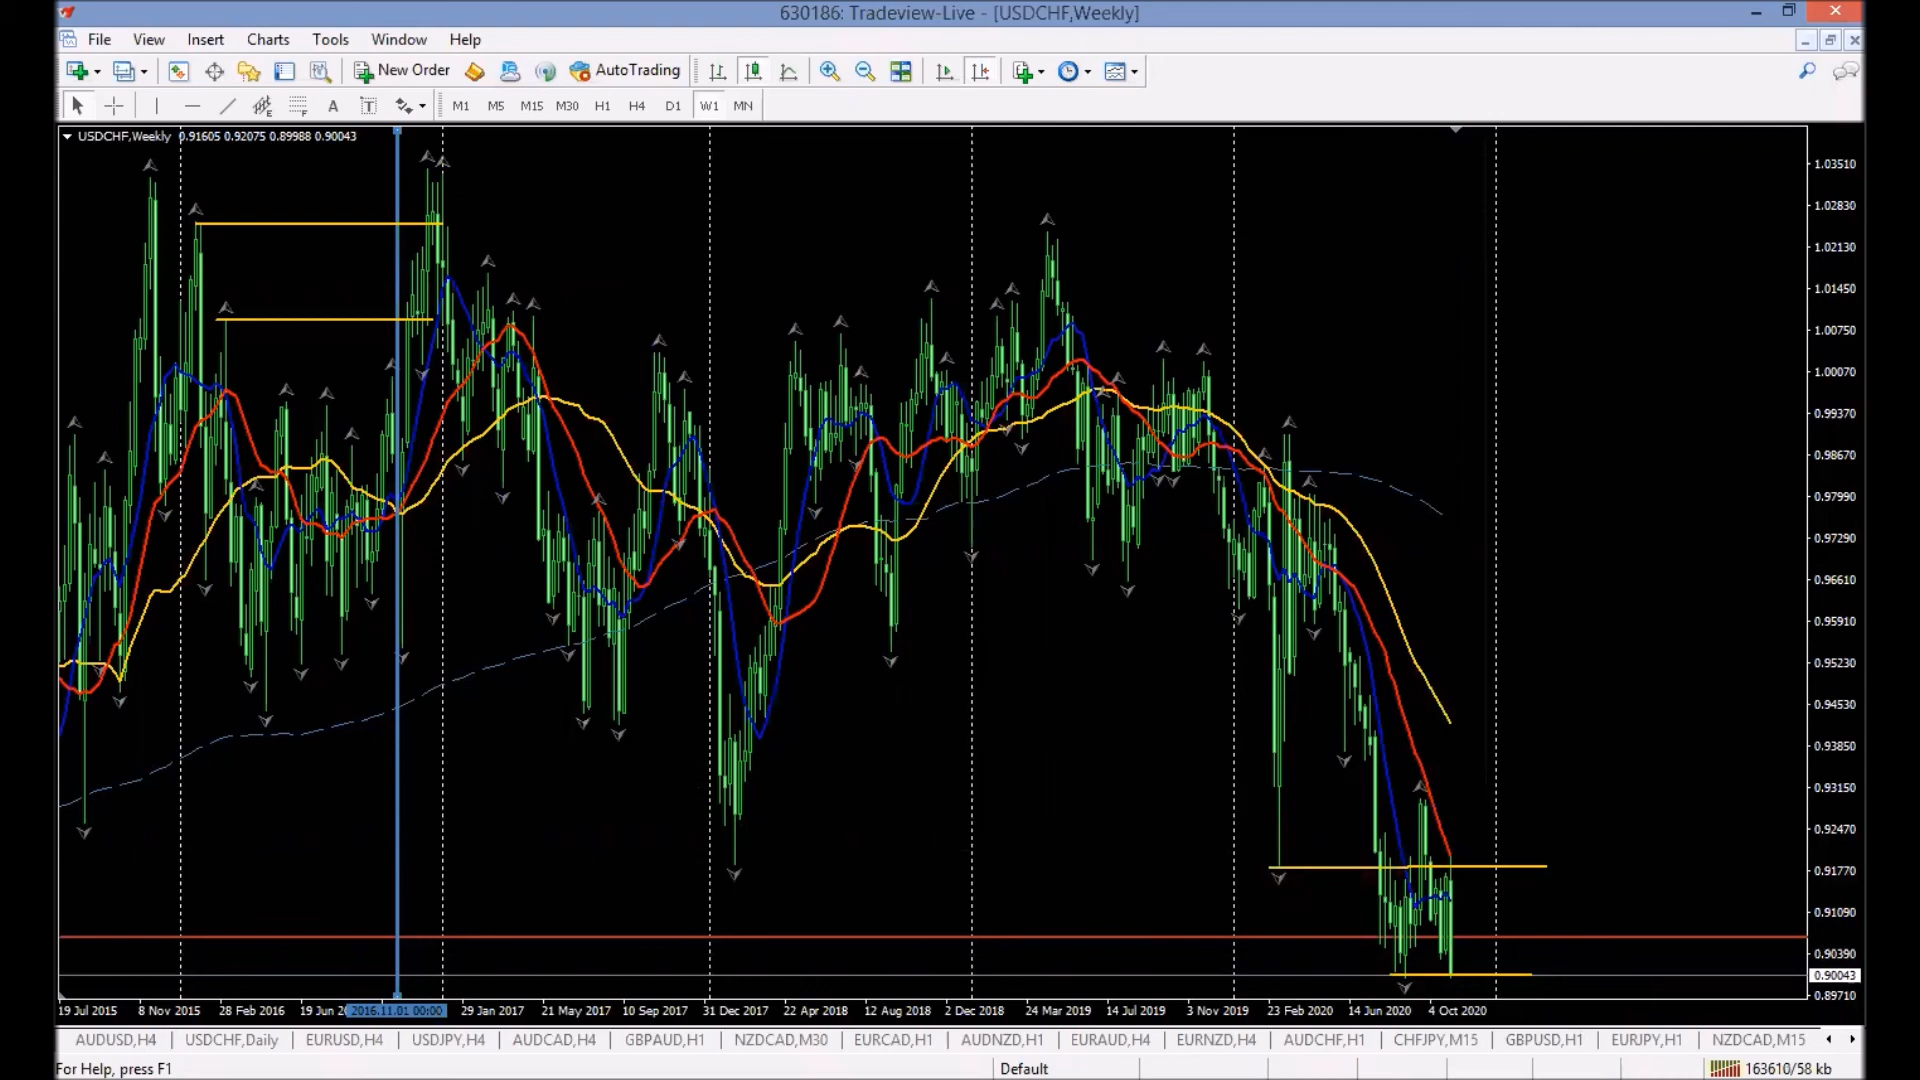 630186: Tradeview-Live - [USDCHF,Weekly]
File View Insert Charts Tools Window Help
New Order AutoTrading
A T M1 M5 M15 M30 H1 H4 D1 W1 MN
USDCHF,Weekly 0.91605 0.92075 0.89988 0.90043
1.03510
1.02830
1.02130
1.01450
1.00750
1.00070
0.99370
0.98670
0.97990
0.97290
0.96610
0.95910
0.95230
0.94530
0.93850
0.93150
0.92470
0.91770
0.91090
0.90390
0.90043
0.89710
19 Jul 2015 8 Nov 2015 28 Feb 2016 19 Jun 2016.11.01 00:00 29 Jan 2017 21 May 2017 10 Sep 2017 31 Dec 2017 22 Apr 2018 12 Aug 2018 2 Dec 2018 24 Mar 2019 14 Jul 2019 3 Nov 2019 23 Feb 2020 14 Jun 2020 4 Oct 2020
AUDUSD,H4 USDCHF,Daily EURUSD,H4 USDJPY,H4 AUDCAD,H4 GBPAUD,H1 NZDCAD,M30 EURCAD,H1 AUDNZD,H1 EURAUD,H4 EURNZD,H4 AUDCHF,H1 CHFJPY,M15 GBPUSD,H1 EURJPY,H1 NZDCAD,M15
For Help, press F1 Default 163610/58 kb